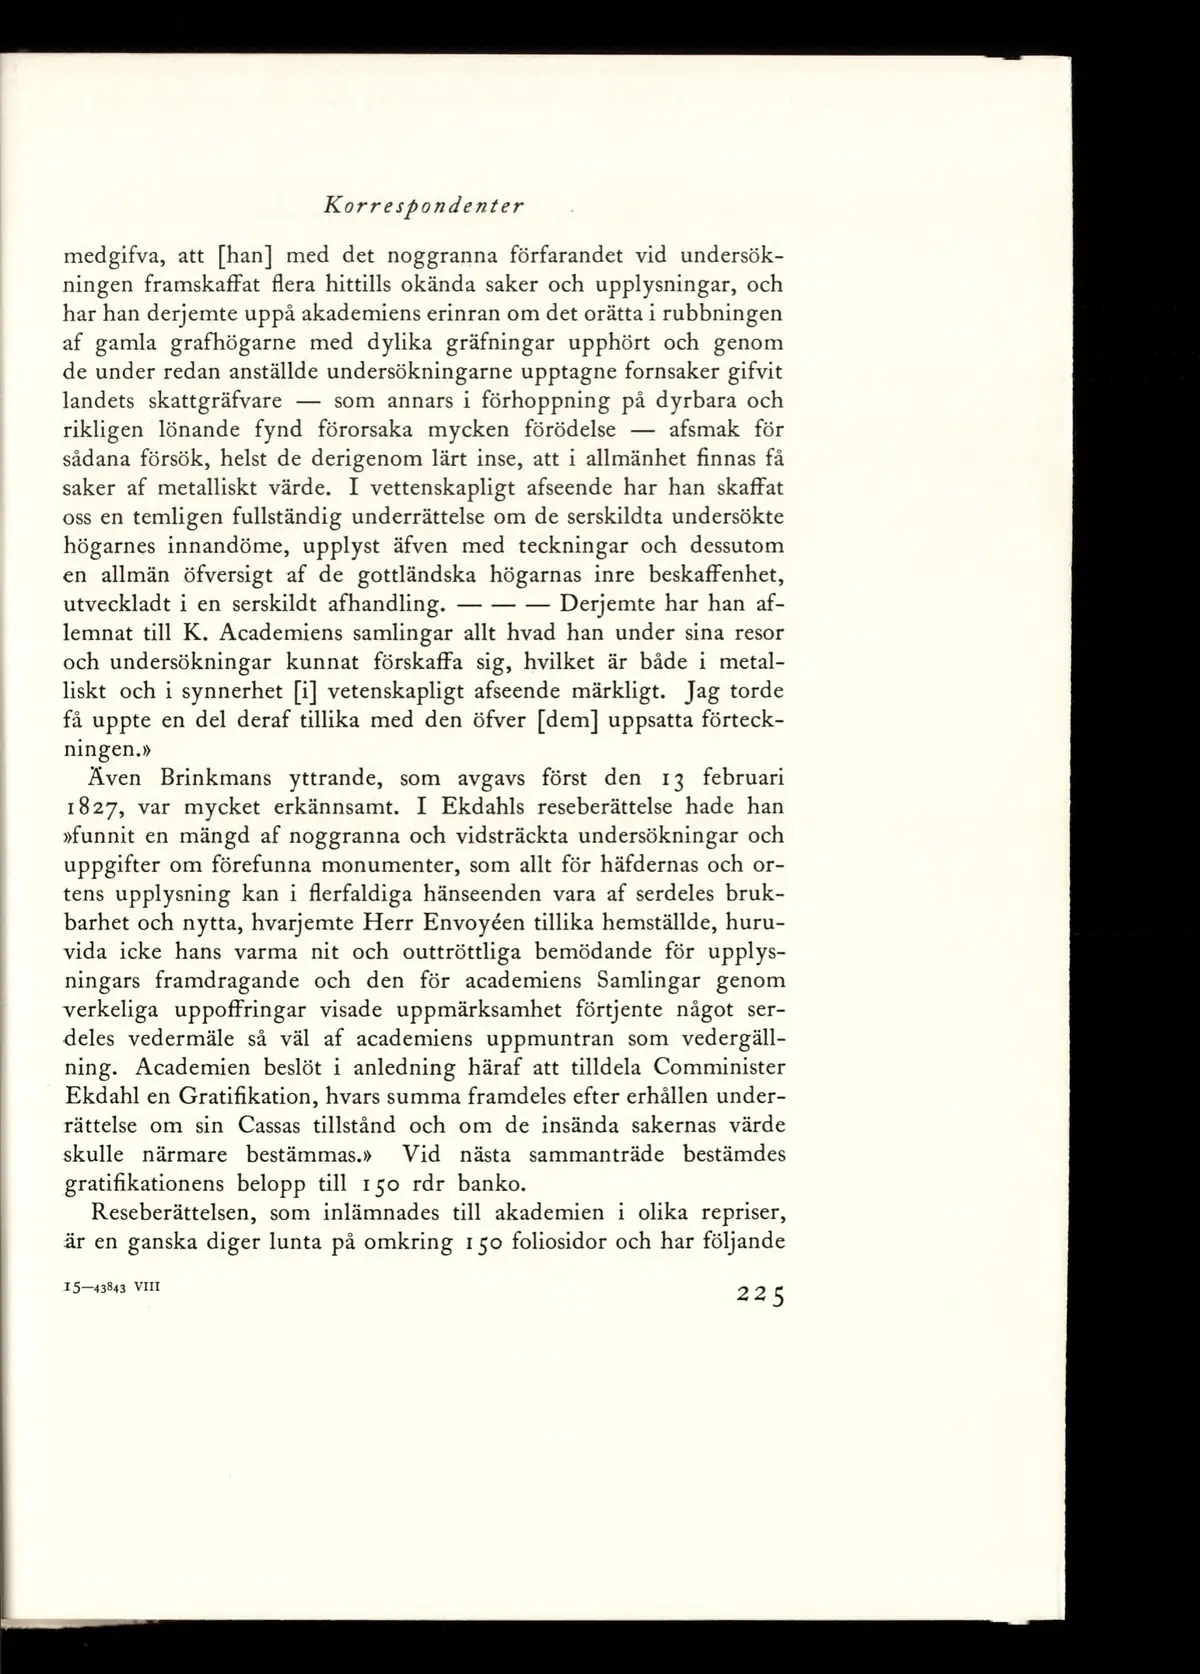 Korrespondenter
medgifva, att [han] med det noggranna förfarandet vid undersök-
ningen framskaffat flera hittills okända saker och upplysningar, och
har han derjemte uppå akademiens erinran om det orätta i rubbningen
af gamla grafhögarne med dylika gräfningar upphört och genom
de under redan anställde undersökningarne upptagne fornsaker gifvit
landets skattgräfvare — som annars i förhoppning på dyrbara och
rikligen lönande fynd förorsaka mycken förödelse — afsmak för
sådana försök, helst de derigenom lärt inse, att i allmänhet finnas få
saker af metalliskt värde. I vettenskapligt afseende har han skaffat
oss en temligen fullständig underrättelse om de serskildta undersökte
högarnes innandöme, upplyst äfven med teckningar och dessutom
en allmän öfversigt af de gottländska högarnas inre beskaffenhet,
utveckladt i en serskildt afhandling. — — — Derjemte har han af-
lemnat till K. Academiens samlingar allt hvad han under sina resor
och undersökningar kunnat förskaffa sig, hvilket är både i metal-
liskt och i synnerhet [i] vetenskapligt afseende märkligt. Jag torde
få uppte en del deraf tillika med den öfver [dem] uppsatta förteck-
ningen.»
Även Brinkmans yttrande, som avgavs först den 13 februari
1827, var mycket erkännsamt. I Ekdahls reseberättelse hade han
»funnit en mängd af noggranna och vidsträckta undersökningar och
uppgifter om förefunna monumenter, som allt för häfdernas och or-
tens upplysning kan i flerfaldiga hänseenden vara af serdeles bruk-
barhet och nytta, hvarjemte Herr Envoyéen tillika hemställde, huru-
vida icke hans varma nit och outtröttliga bemödande för upplys-
ningars framdragande och den för academiens Samlingar genom
verkeliga uppoffringar visade uppmärksamhet förtjente något ser-
deles vedermäle så väl af academiens uppmuntran som vedergäll-
ning. Academien beslöt i anledning häraf att tilldela Comminister
Ekdahl en Gratifikation, hvars summa framdeles efter erhållen under-
rättelse om sin Cassas tillstånd och om de insända sakernas värde
skulle närmare bestämmas.» Vid nästa sammanträde bestämdes
gratifikationens belopp till 150 rdr banko.
Reseberättelsen, som inlämnades till akademien i olika repriser,
är en ganska diger lunta på omkring 150 foliosidor och har följande
15—43843 VIII
225